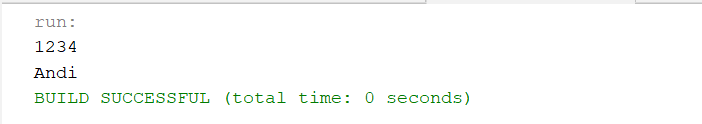 run:
1234
Andi
BUILD SUCCESSFUL (total time: 0 seconds)